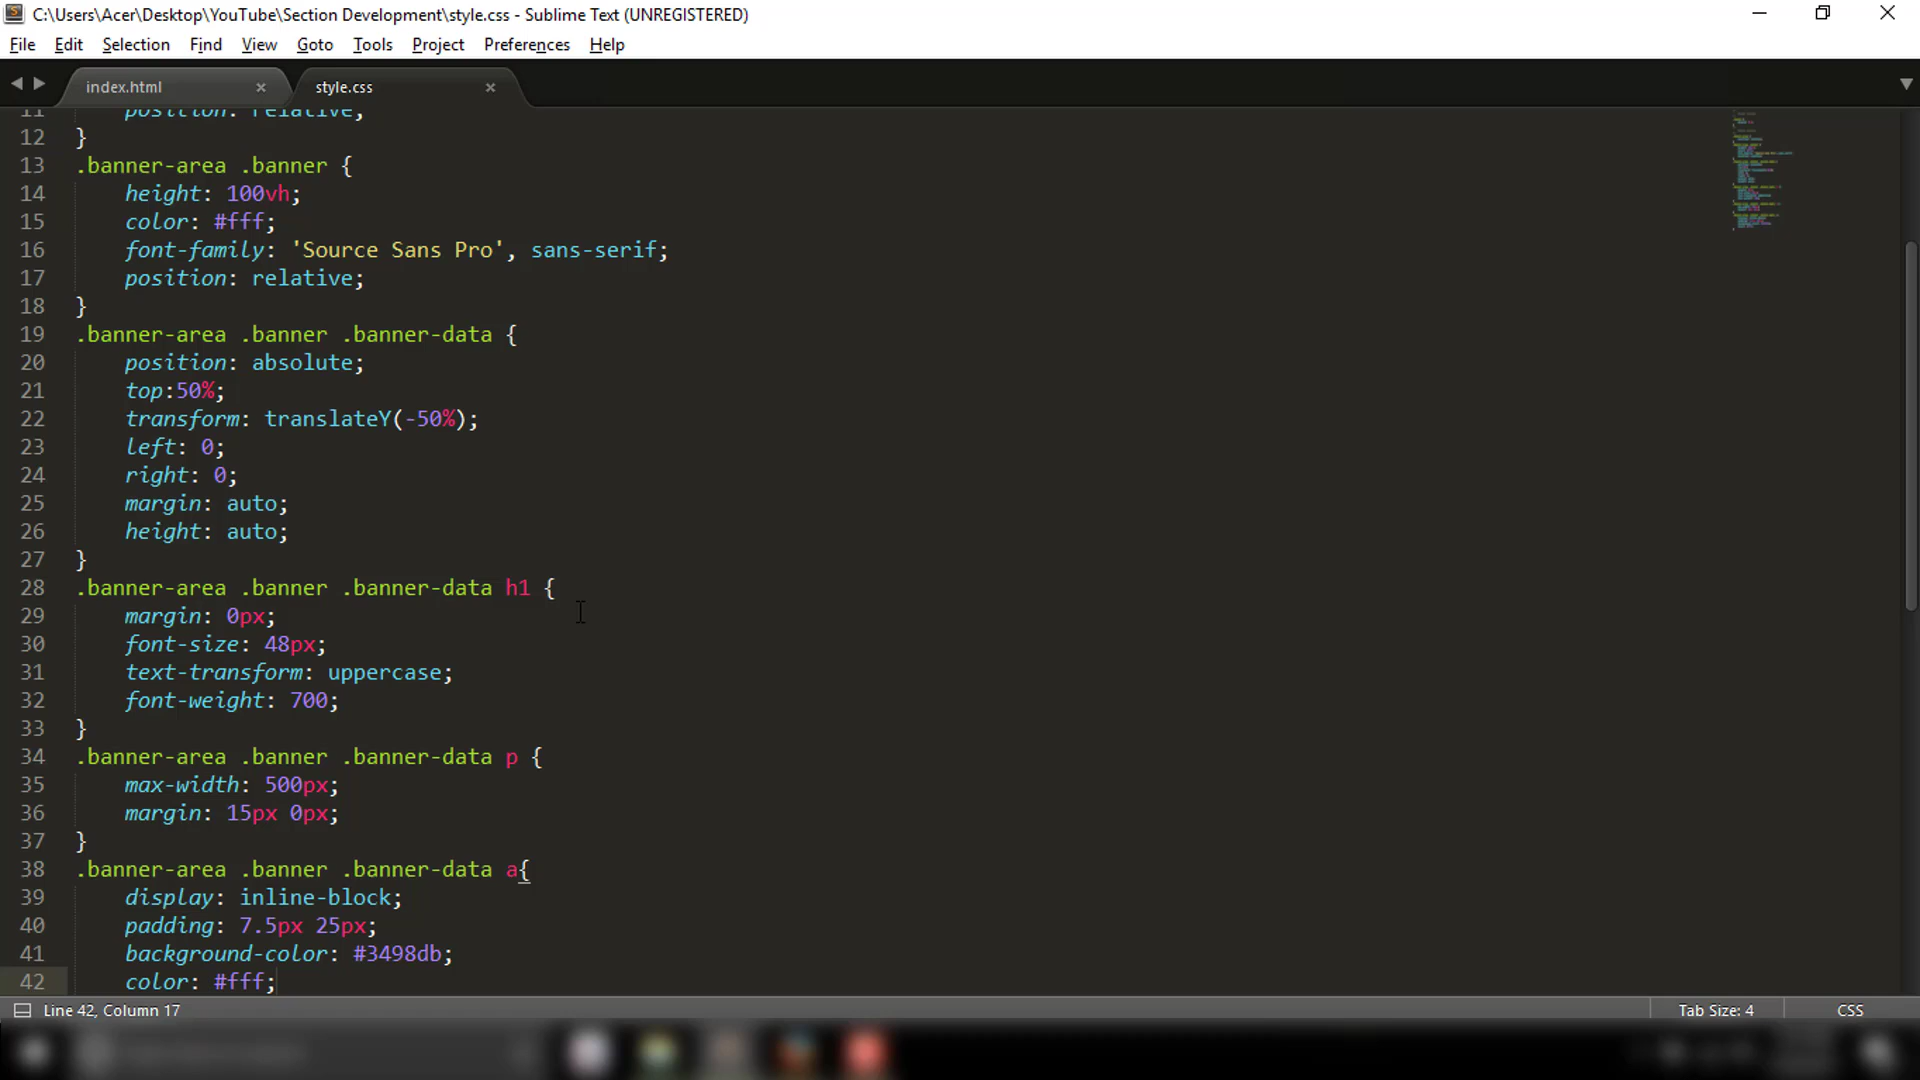 C:\Users\Acer\Desktop\YouTube\Section Development\style.css - Sublime Text (UNREGISTERED)
File Edit Selection Find View Goto Tools Project Preferences Help
index.html × style.css ×
11 position: relative;
12 }
13 .banner-area .banner {
14 height: 100vh;
15 color: #fff;
16 font-family: 'Source Sans Pro', sans-serif;
17 position: relative;
18 }
19 .banner-area .banner .banner-data {
20 position: absolute;
21 top:50%;
22 transform: translateY(-50%);
23 left: 0;
24 right: 0;
25 margin: auto;
26 height: auto;
27 }
28 .banner-area .banner .banner-data h1 {
29 margin: 0px;
30 font-size: 48px;
31 text-transform: uppercase;
32 font-weight: 700;
33 }
34 .banner-area .banner .banner-data p {
35 max-width: 500px;
36 margin: 15px 0px;
37 }
38 .banner-area .banner .banner-data a{
39 display: inline-block;
40 padding: 7.5px 25px;
41 background-color: #3498db;
42 color: #fff;
Line 42, Column 17 Tab Size: 4 CSS